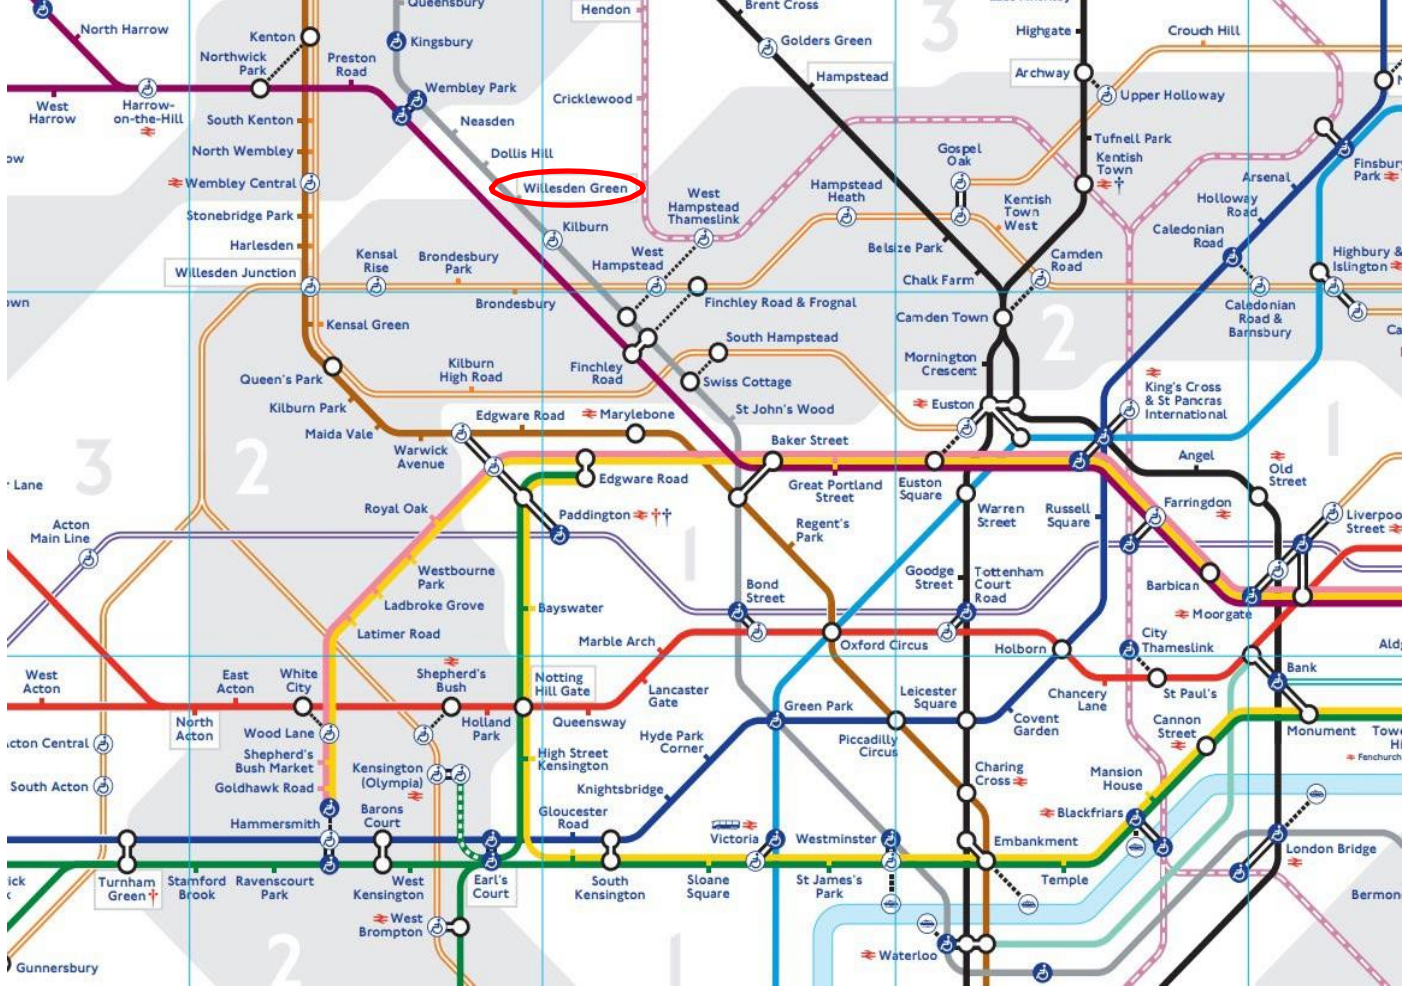 Queensbury
Hendon
Brent Cross
North Harrow
Kenton
Kingsbury
Golders Green
3
Highgate
Crouch Hill
Northwick
Park
Preston
Road
Hampstead
Archway
West
Harrow
Harrow-
on-the-Hill
Wembley Park
Cricklewood
Upper Holloway
South Kenton
Neasden
Tufnell Park
North Wembley
Dollis Hill
Gospel
Oak
Kentish
Town
†
Finsbury
Park
Wembley Central
Willesden Green
West
Hampstead
Thameslink
Hampstead
Heath
Arsenal
Stonebridge Park
Kentish
Town
West
Holloway
Road
Harlesden
Kilburn
Belsize Park
Caledonian
Road
Willesden Junction
Kensal
Rise
Brondesbury
Park
West
Hampstead
Chalk Farm
Camden
Road
Highbury &
Islington
Brondesbury
Finchley Road & Frognal
Caledonian
Road &
Barnsbury
Kensal Green
Camden Town
2
South Hampstead
Queen's Park
Kilburn
High Road
Finchley
Road
Swiss Cottage
Mornington
Crescent
King's Cross
& St Pancras
International
Kilburn Park
Edgware Road
Marylebone
St John's Wood
Euston
1
Maida Vale
Warwick
Avenue
Baker Street
Angel
Old
Street
3
2
Edgware Road
Great Portland
Street
Euston
Square
Farringdon
Lane
Royal Oak
Paddington
††
Regent's
Park
Warren
Street
Russell
Square
Acton
Main Line
1
Westbourne
Park
Bond
Street
Goodge
Street
Tottenham
Court
Road
Barbican
Ladbroke Grove
Bayswater
Moorgate
Latimer Road
Marble Arch
Oxford Circus
Holborn
City
Thameslink
West
Acton
East
Acton
White
City
Shepherd's
Bush
Notting
Hill Gate
Lancaster
Gate
Leicester
Square
Chancery
Lane
St Paul's
Bank
North
Acton
Wood Lane
Holland
Park
Queensway
Green Park
Piccadilly
Circus
Covent
Garden
Cannon
Street
Monument
Acton Central
Shepherd's
Bush Market
High Street
Kensington
Hyde Park
Corner
South Acton
Goldhawk Road
Kensington
(Olympia)
Knightsbridge
Charing
Cross
Mansion
House
Hammersmith
Barons
Court
Gloucester
Road
Victoria
Westminster
Embankment
Blackfriars
London Bridge
Turnham
Green †
Stamford
Brook
Ravenscourt
Park
West
Kensington
Earl's
Court
South
Kensington
Sloane
Square
St James's
Park
Temple
West
Brompton
2
1
Waterloo
Gunnersbury